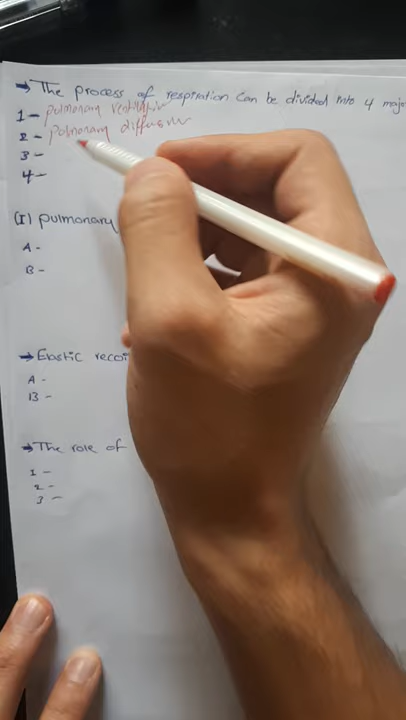 → The process of respiration can be divided into 4 majo
1 - pulmonary ventilation
2 - pulmonary diffusion
3 -
4 -
(I) pulmonary
A -
B -
→ Elastic recoi
A -
B -
→ The role of
1 -
2 -
3 -